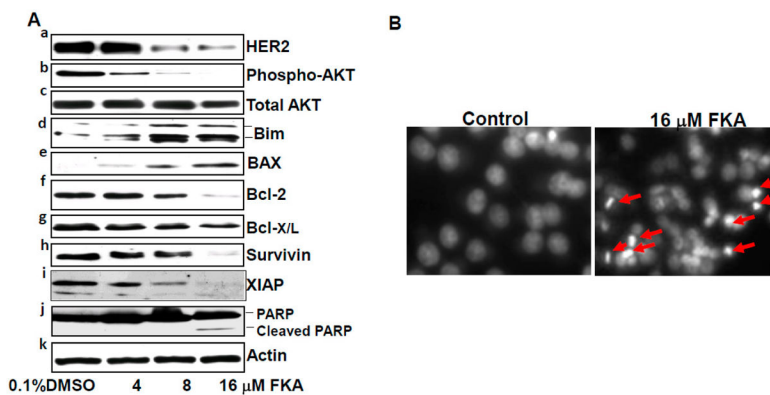 A
a
HER2
b
Phospho-AKT
c
Total AKT
d
Bim
e
BAX
f
Bcl-2
g
Bcl-X/L
h
Survivin
i
XIAP
j
PARP
Cleaved PARP
k
Actin
0.1%DMSO 4 8 16 μM FKA
B
Control
16 μM FKA